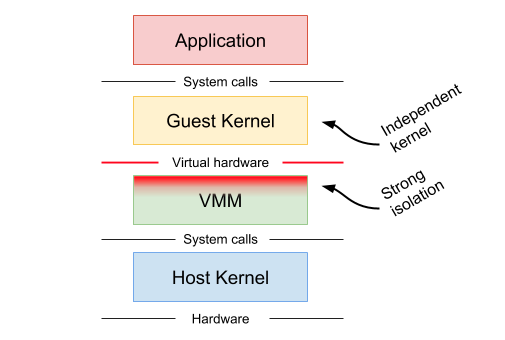 Application
System calls
Guest Kernel
Independent
kernel
Virtual hardware
Strong
isolation
VMM
System calls
Host Kernel
Hardware